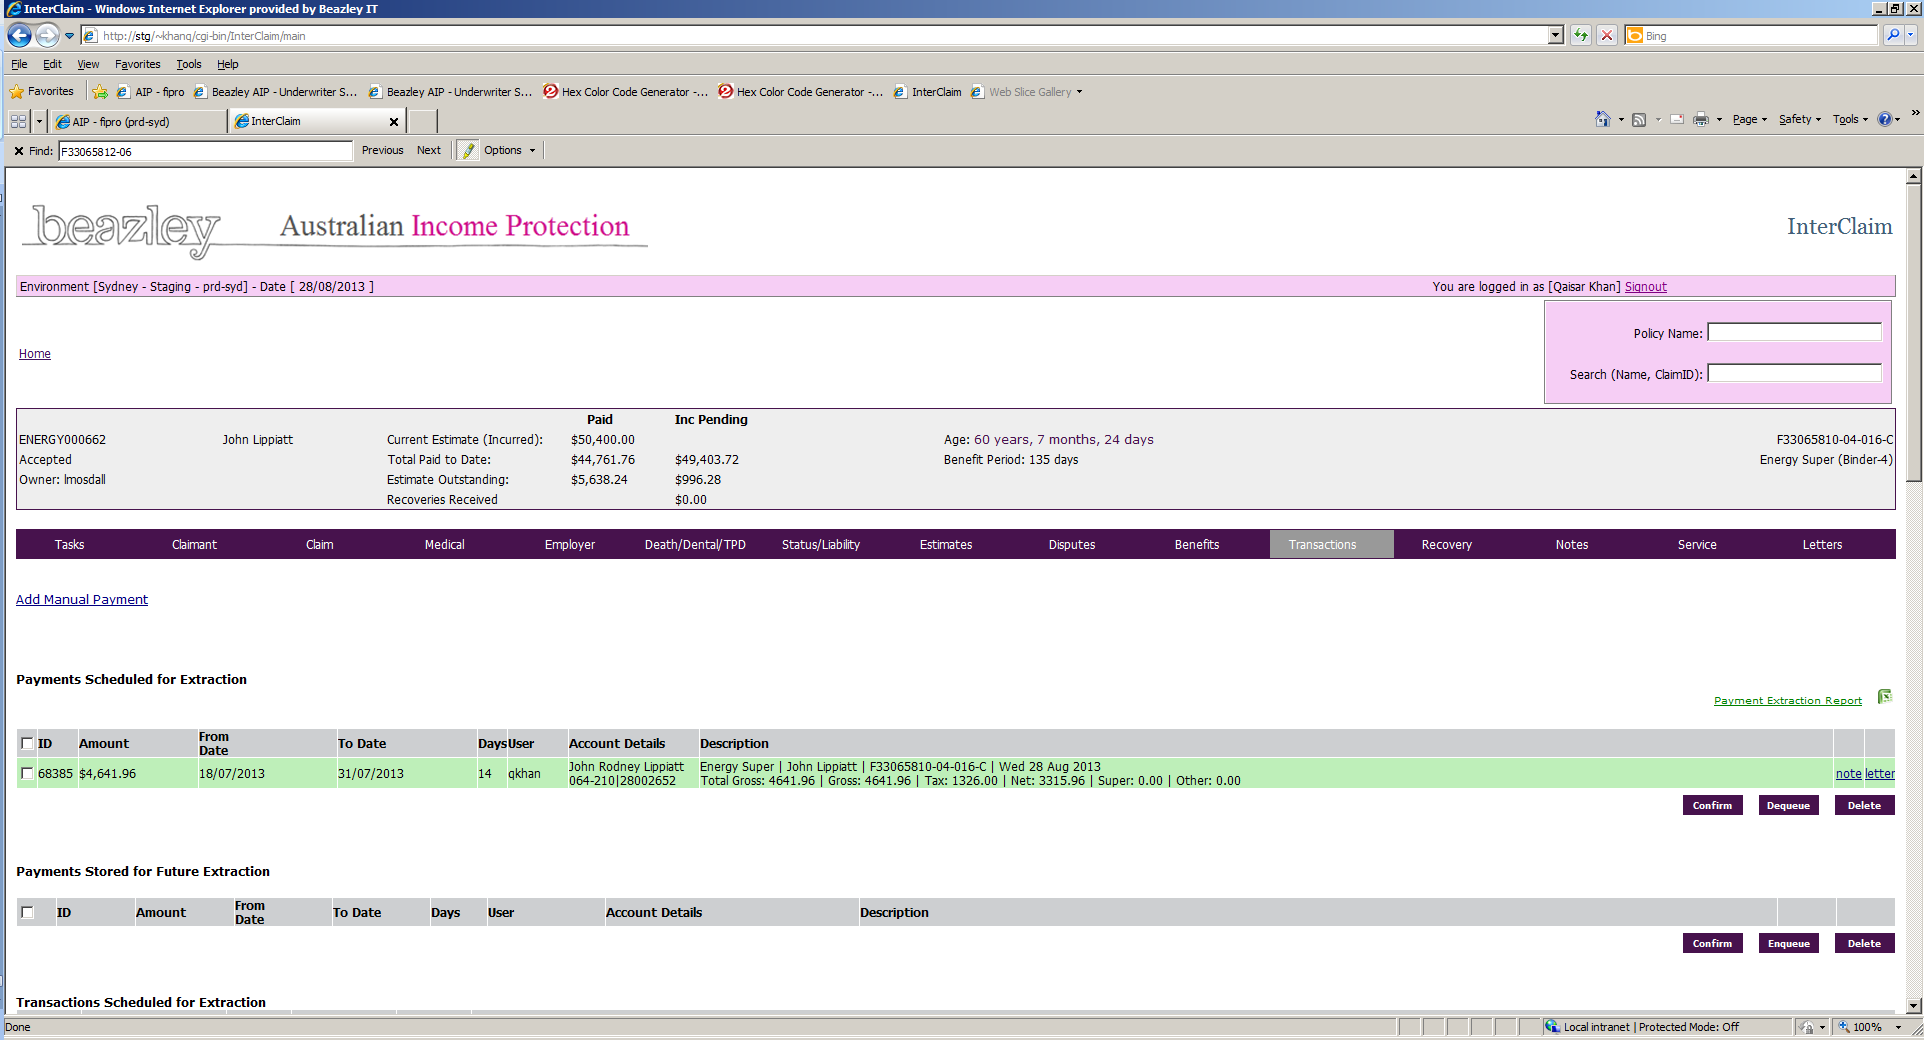 InterClaim - Windows Internet Explorer provided by Beazley IT
http://stg/~khanq/cgi-bin/InterClaim/main
Bing
File Edit View Favorites Tools Help
Favorites AIP - fipro Beazley AIP - Underwriter S... Beazley AIP - Underwriter S... Hex Color Code Generator -... Hex Color Code Generator -... InterClaim Web Slice Gallery
AIP - fipro (prd-syd) InterClaim Page Safety Tools
Find: F33065812-06 Previous Next Options
beazley Australian Income Protection InterClaim
Environment [Sydney - Staging - prd-syd] - Date [ 28/08/2013 ] You are logged in as [Qaisar Khan] Signout
Policy Name:
Home
Search (Name, ClaimID):
Paid Inc Pending
ENERGY000662 John Lippiatt Current Estimate (Incurred): $50,400.00 Age: 60 years, 7 months, 24 days F33065810-04-016-C
Accepted Total Paid to Date: $44,761.76 $49,403.72 Benefit Period: 135 days Energy Super (Binder-4)
Owner: lmosdall Estimate Outstanding: $5,638.24 $996.28
Recoveries Received $0.00
Tasks Claimant Claim Medical Employer Death/Dental/TPD Status/Liability Estimates Disputes Benefits Transactions Recovery Notes Service Letters
Add Manual Payment
Payments Scheduled for Extraction
Payment Extraction Report
ID Amount From Date To Date Days User Account Details Description
68385 $4,641.96 18/07/2013 31/07/2013 14 qkhan John Rodney Lippiatt Energy Super | John Lippiatt | F33065810-04-016-C | Wed 28 Aug 2013 note letter
064-210|28002652 Total Gross: 4641.96 | Gross: 4641.96 | Tax: 1326.00 | Net: 3315.96 | Super: 0.00 | Other: 0.00
Confirm Dequeue Delete
Payments Stored for Future Extraction
ID Amount From Date To Date Days User Account Details Description
Confirm Enqueue Delete
Transactions Scheduled for Extraction
Done Local intranet | Protected Mode: Off 100%